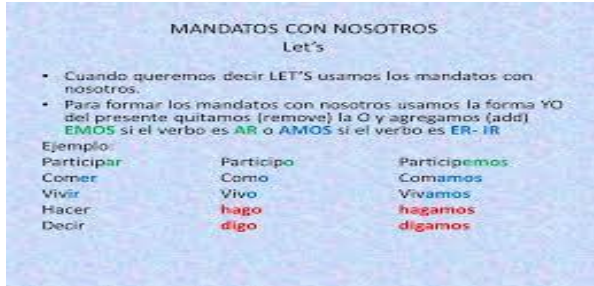 MANDATOS CON NOSOTROS
Let's
• Cuando queremos decir LET'S usamos los mandatos con
nosotros.
• Para formar los mandatos con nosotros usamos la forma YO
del presente quitamos (remove) la O y agregamos (add)
EMOS si el verbo es AR o AMOS si el verbo es ER- IR
Ejemplo:
Participar Participo Participemos
Comer Como Comamos
Vivir Vivo Vivamos
Hacer hago hagamos
Decir digo digamos